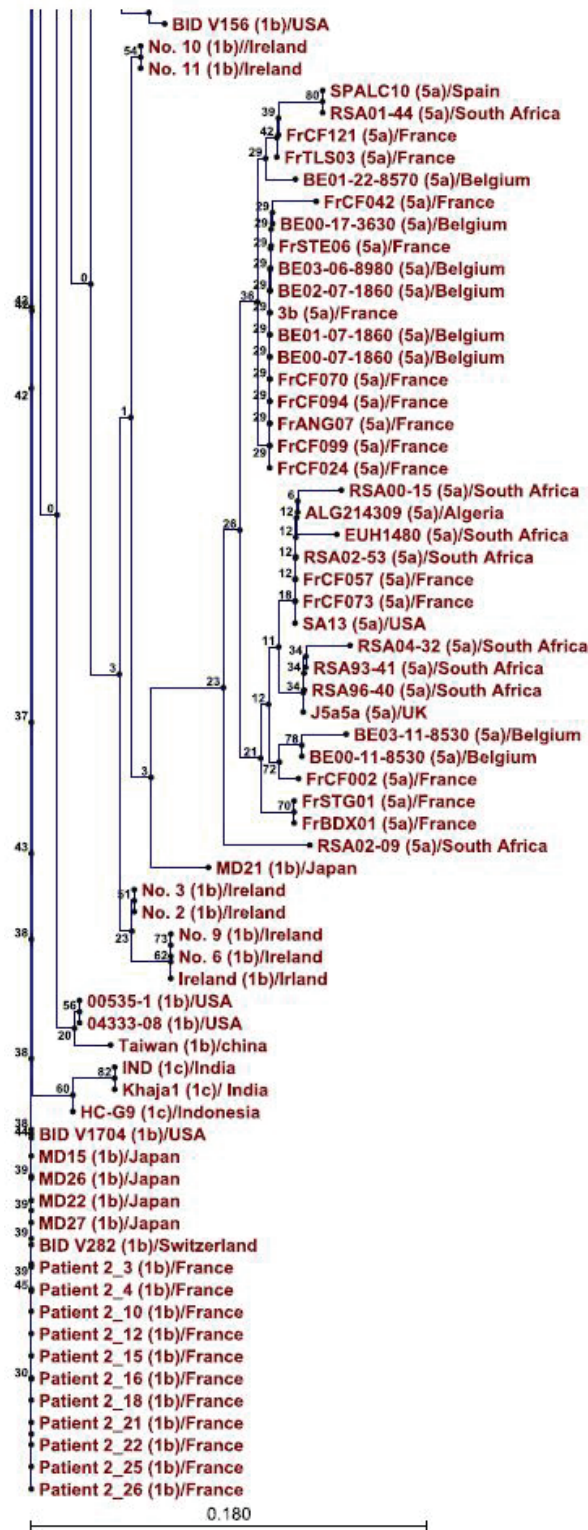 BID V156 (1b)/USA
No. 10 (1b)//Ireland
54
No. 11 (1b)/Ireland
SPALC10 (5a)/Spain
80
RSA01-44 (5a)/South Africa
39
42
FrCF121 (5a)/France
FrTLS03 (5a)/France
29
BE01-22-8570 (5a)/Belgium
FrCF042 (5a)/France
29
BE00-17-3630 (5a)/Belgium
29
FrSTE06 (5a)/France
29
BE03-06-8980 (5a)/Belgium
0
29
BE02-07-1860 (5a)/Belgium
36
29
3b (5a)/France
42
29
BE01-07-1860 (5a)/Belgium
29
BE00-07-1860 (5a)/Belgium
29
FrCF070 (5a)/France
42
29
FrCF094 (5a)/France
1
29
FrANG07 (5a)/France
29
FrCF099 (5a)/France
29
FrCF024 (5a)/France
RSA00-15 (5a)/South Africa
6
0
12
ALG214309 (5a)/Algeria
26
12
EUH1480 (5a)/South Africa
12
RSA02-53 (5a)/South Africa
12
FrCF057 (5a)/France
18
FrCF073 (5a)/France
SA13 (5a)/USA
11
RSA04-32 (5a)/South Africa
34
34
RSA93-41 (5a)/South Africa
3
23
34
RSA96-40 (5a)/South Africa
12
J5a5a (5a)/UK
37
BE03-11-8530 (5a)/Belgium
78
21
BE00-11-8530 (5a)/Belgium
3
72
FrCF002 (5a)/France
FrSTG01 (5a)/France
70
FrBDX01 (5a)/France
RSA02-09 (5a)/South Africa
43
MD21 (1b)/Japan
No. 3 (1b)/Ireland
51
No. 2 (1b)/Ireland
23
73
No. 9 (1b)/Ireland
38
62
No. 6 (1b)/Ireland
Ireland (1b)/Irland
00535-1 (1b)/USA
56
04333-08 (1b)/USA
20
Taiwan (1b)/china
38
IND (1c)/India
82
Khaja1 (1c)/ India
60
HC-G9 (1c)/Indonesia
38
44
BID V1704 (1b)/USA
MD15 (1b)/Japan
39
MD26 (1b)/Japan
MD22 (1b)/Japan
39
MD27 (1b)/Japan
39
BID V282 (1b)/Switzerland
Patient 2_3 (1b)/France
39
Patient 2_4 (1b)/France
Patient 2_10 (1b)/France
Patient 2_12 (1b)/France
Patient 2_15 (1b)/France
30
Patient 2_16 (1b)/France
Patient 2_18 (1b)/France
Patient 2_21 (1b)/France
Patient 2_22 (1b)/France
Patient 2_25 (1b)/France
Patient 2_26 (1b)/France
0.180